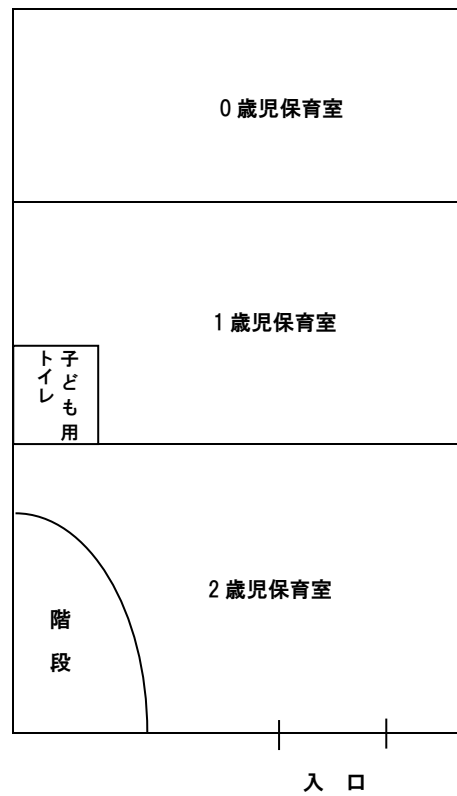 0歳児保育室
1歳児保育室
子ども用
トイレ
2歳児保育室
階
段
入 口